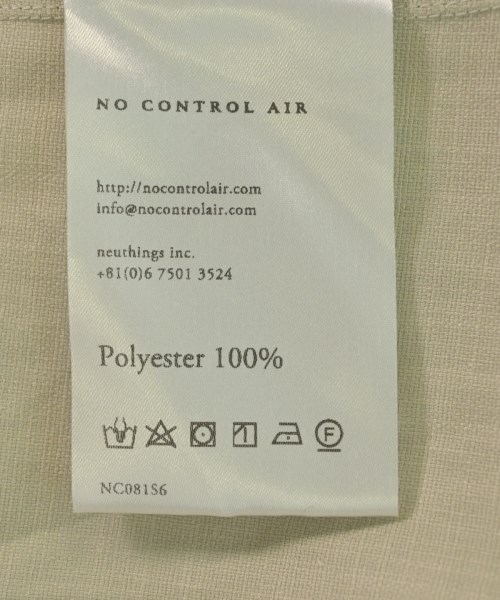 NO CONTROL AIR
http://nocontrolair.com
info@nocontrolair.com
neuthings inc.
+81(0)6 7501 3524
Polyester 100%
F
NC081S6